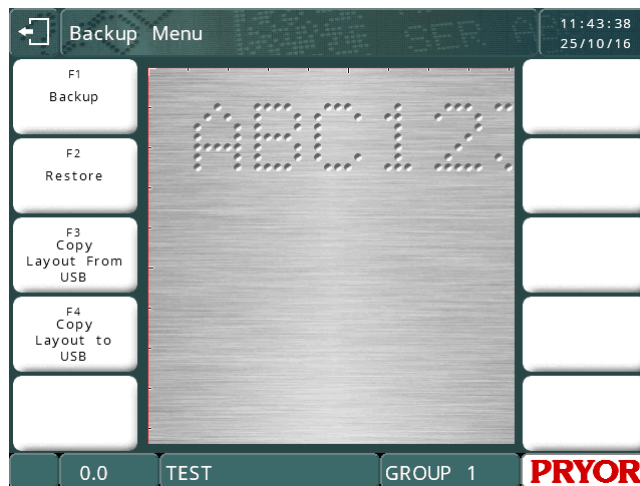 Backup Menu
11:43:38
25/10/16
F1
Backup
F2
Restore
F3
Copy
Layout From
USB
F4
Copy
Layout to
USB
ABC12
0.0
TEST
GROUP 1
PRYOR